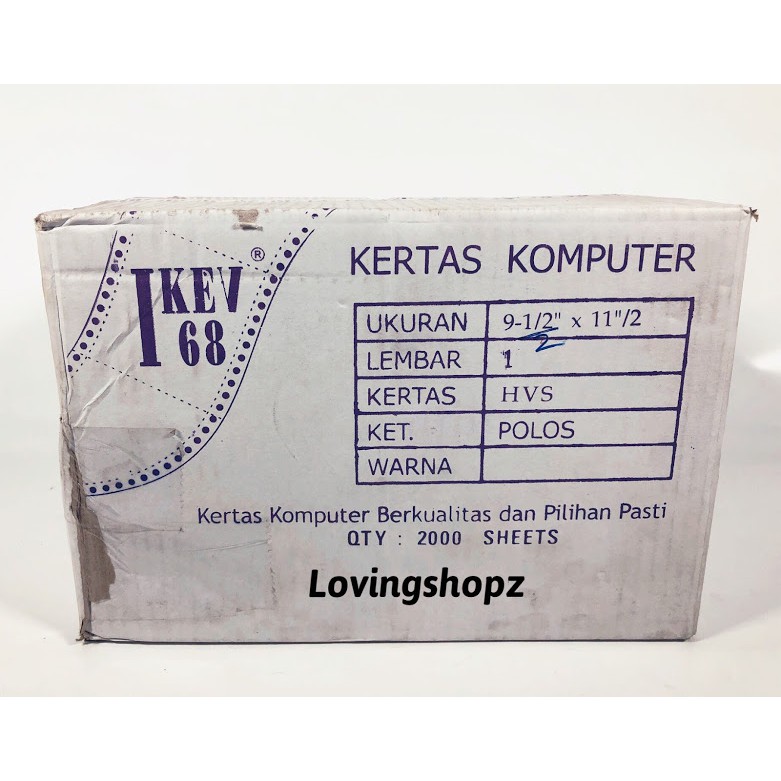 IKEV 68 ®
KERTAS KOMPUTER
UKURAN 9-1/2" x 11"/2
2
LEMBAR 1
KERTAS HVS
KET. POLOS
WARNA
Kertas Komputer Berkualitas dan Pilihan Pasti
QTY : 2000 SHEETS
Lovingshopz